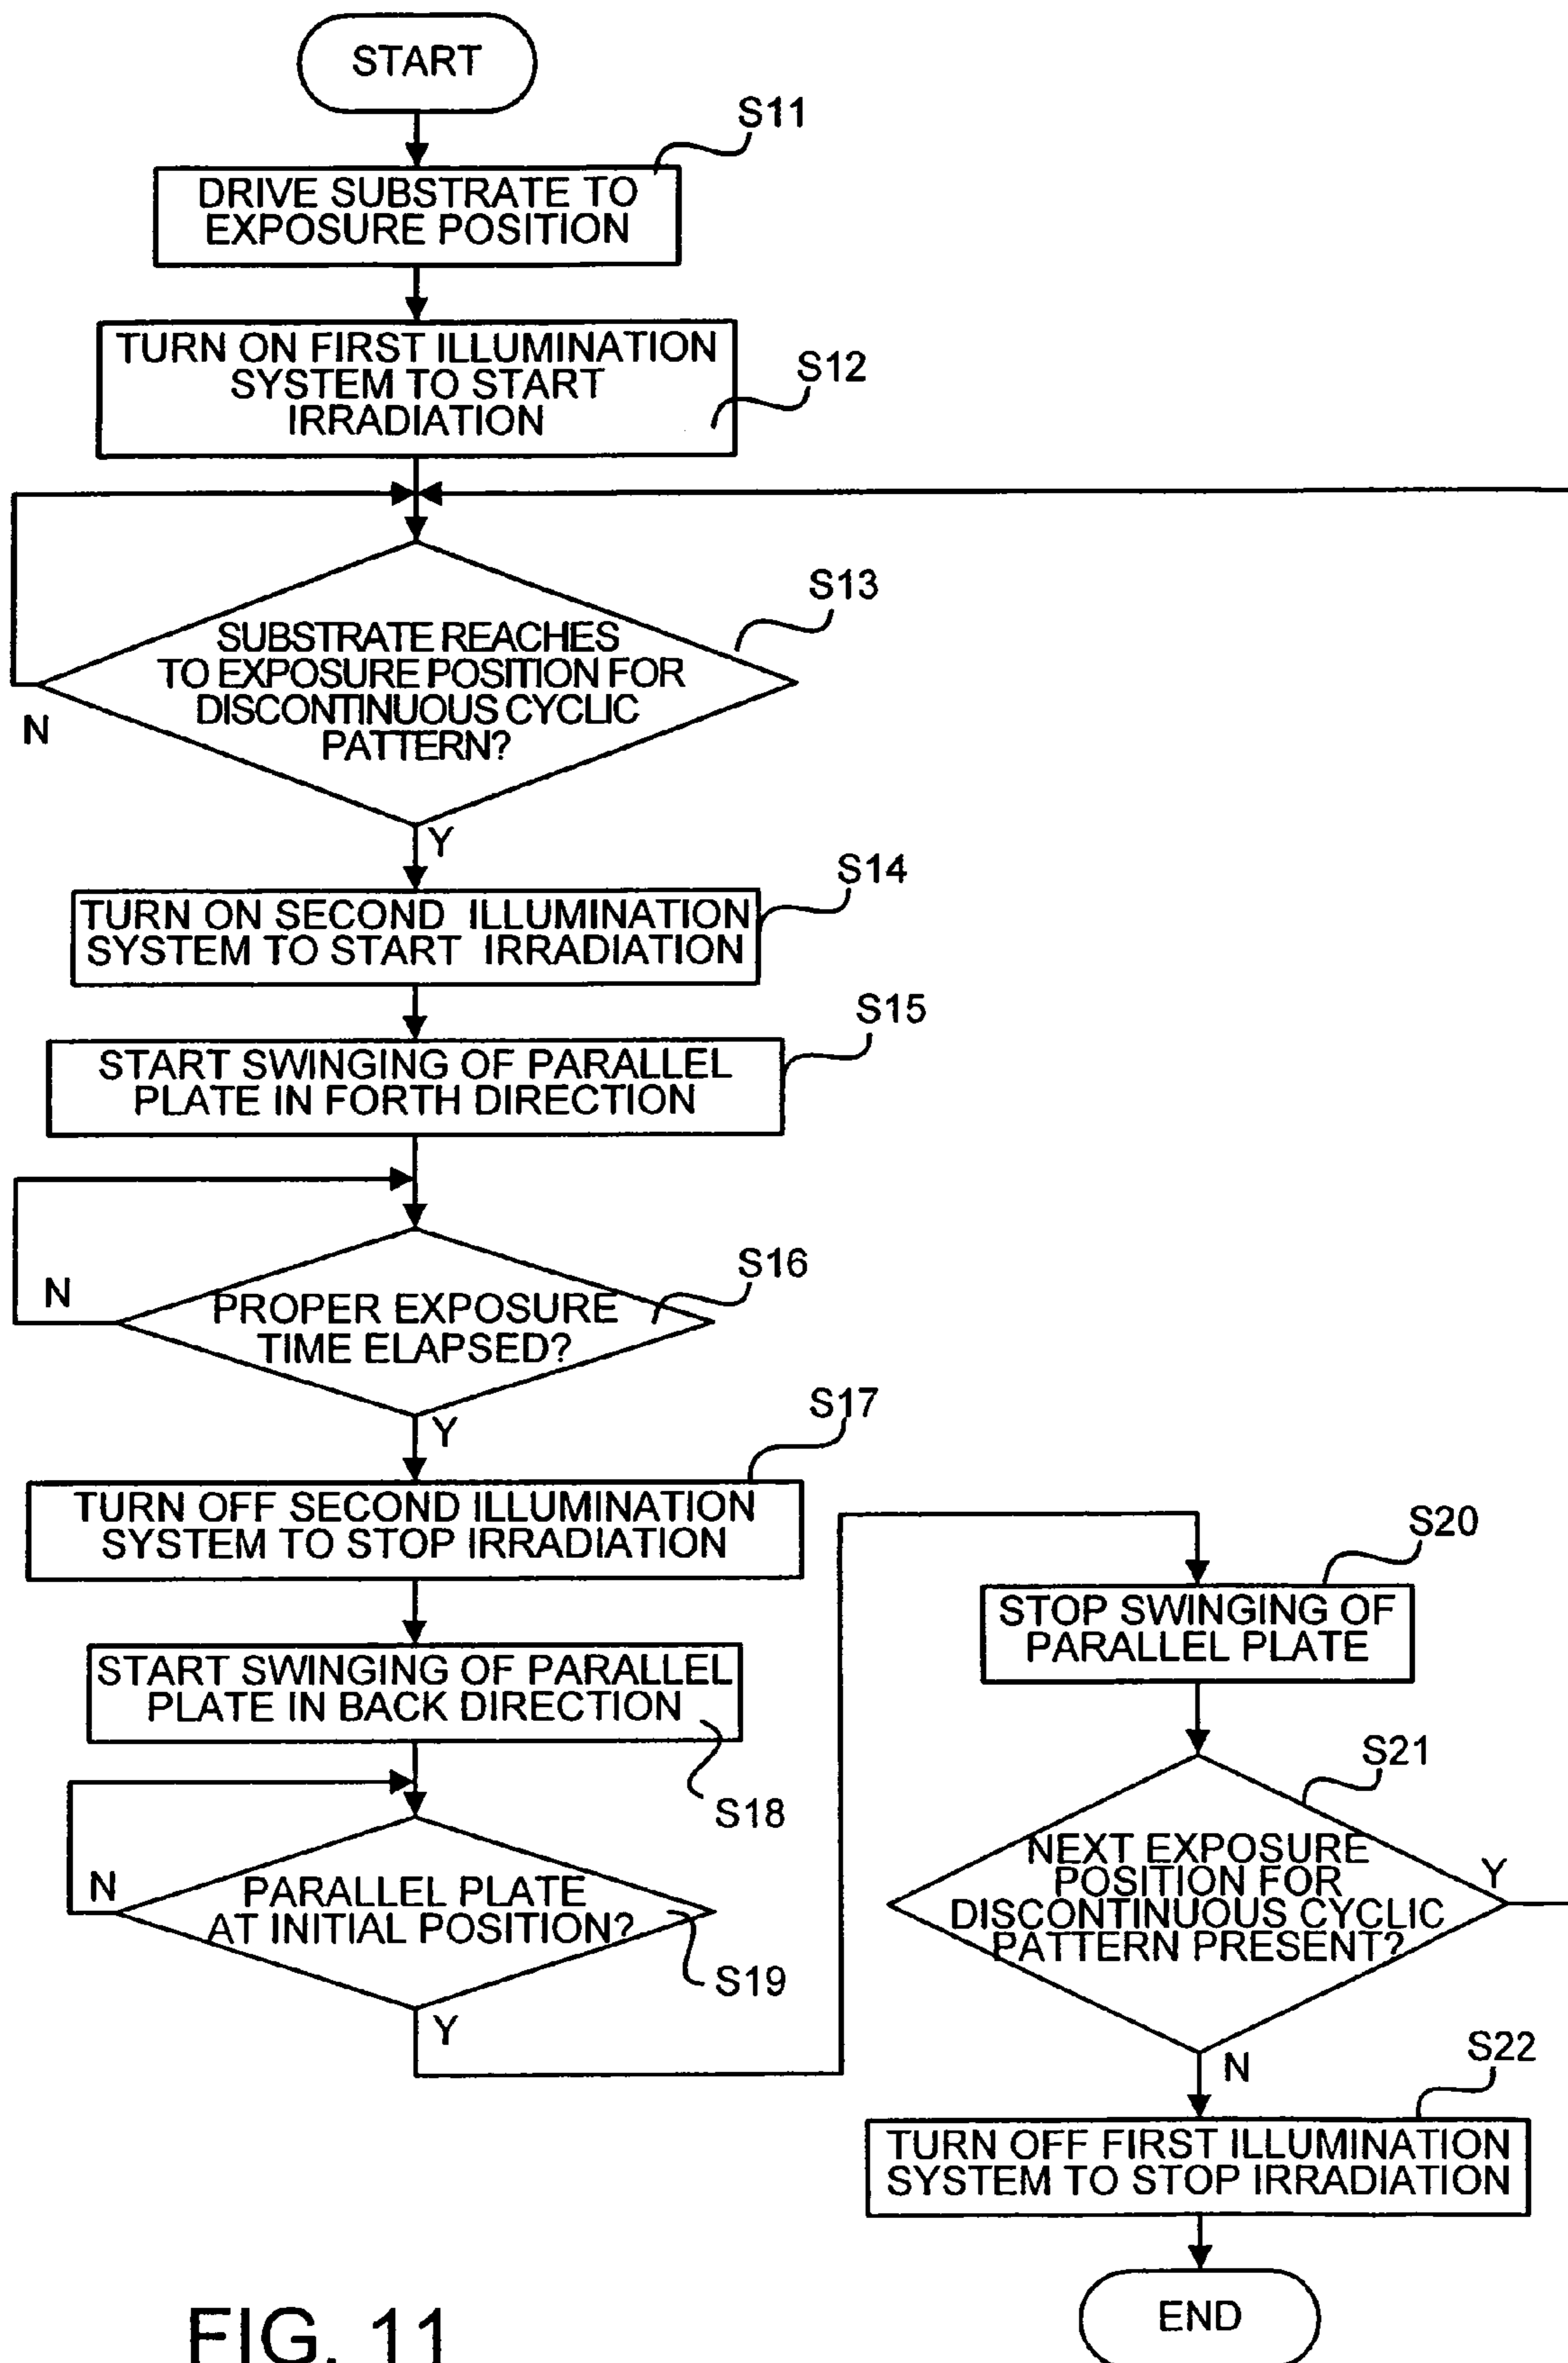 START
S11
DRIVE SUBSTRATE TO
EXPOSURE POSITION
TURN ON FIRST ILLUMINATION
SYSTEM TO START
IRRADIATION
S12
S13
SUBSTRATE REACHES
TO EXPOSURE POSITION FOR
DISCONTINUOUS CYCLIC
PATTERN?
N
Y
S14
TURN ON SECOND ILLUMINATION
SYSTEM TO START IRRADIATION
S15
START SWINGING OF PARALLEL
PLATE IN FORTH DIRECTION
S16
N
PROPER EXPOSURE
TIME ELAPSED?
Y
S17
TURN OFF SECOND ILLUMINATION
SYSTEM TO STOP IRRADIATION
START SWINGING OF PARALLEL
PLATE IN BACK DIRECTION
S18
N
PARALLEL PLATE
AT INITIAL POSITION?
S19
Y
S20
STOP SWINGING OF
PARALLEL PLATE
S21
NEXT EXPOSURE
POSITION FOR
DISCONTINUOUS CYCLIC
PATTERN PRESENT?
Y
N
S22
TURN OFF FIRST ILLUMINATION
SYSTEM TO STOP IRRADIATION
END
FIG. 11